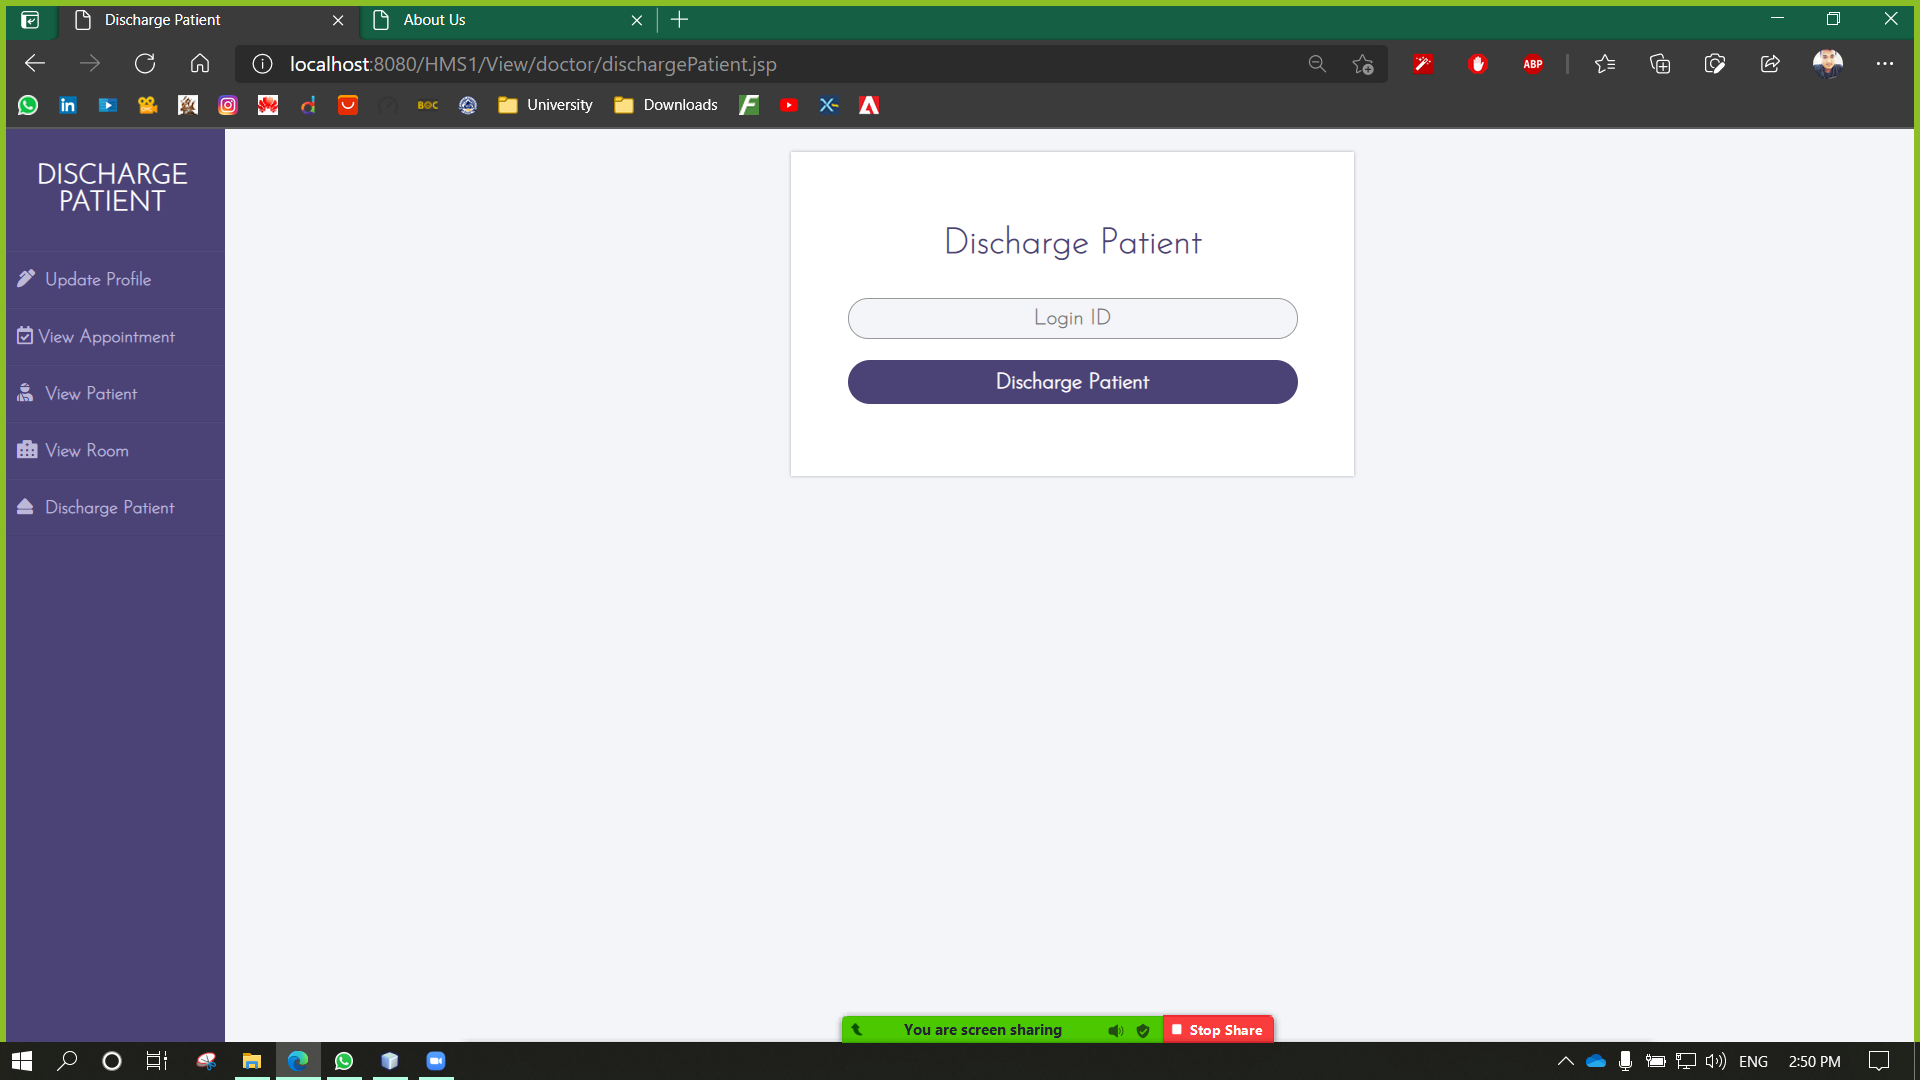 Discharge Patient
About Us
localhost:8080/HMS1/View/doctor/dischargePatient.jsp
ABP
BOC
University
Downloads
DISCHARGE
PATIENT
Update Profile
View Appointment
View Patient
View Room
Discharge Patient
Discharge Patient
Login ID
Discharge Patient
You are screen sharing
Stop Share
ENG
2:50 PM